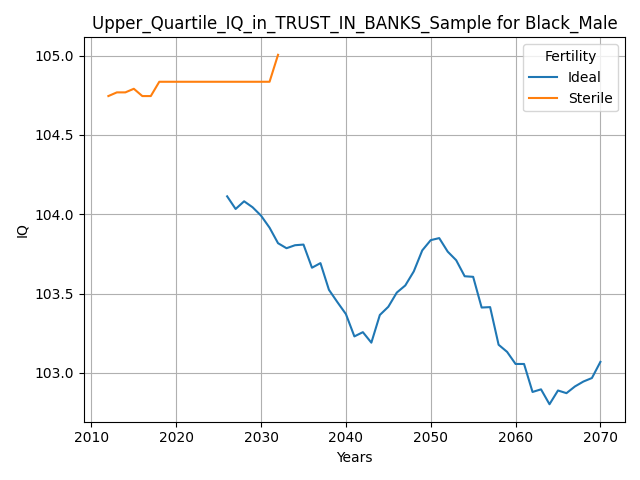 Upper_Quartile_IQ_in_TRUST_IN_BANKS_Sample for Black_Male
105.0
104.5
104.0
103.5
103.0
IQ
Fertility
Ideal
Sterile
2010 2020 2030 2040 2050 2060 2070
Years